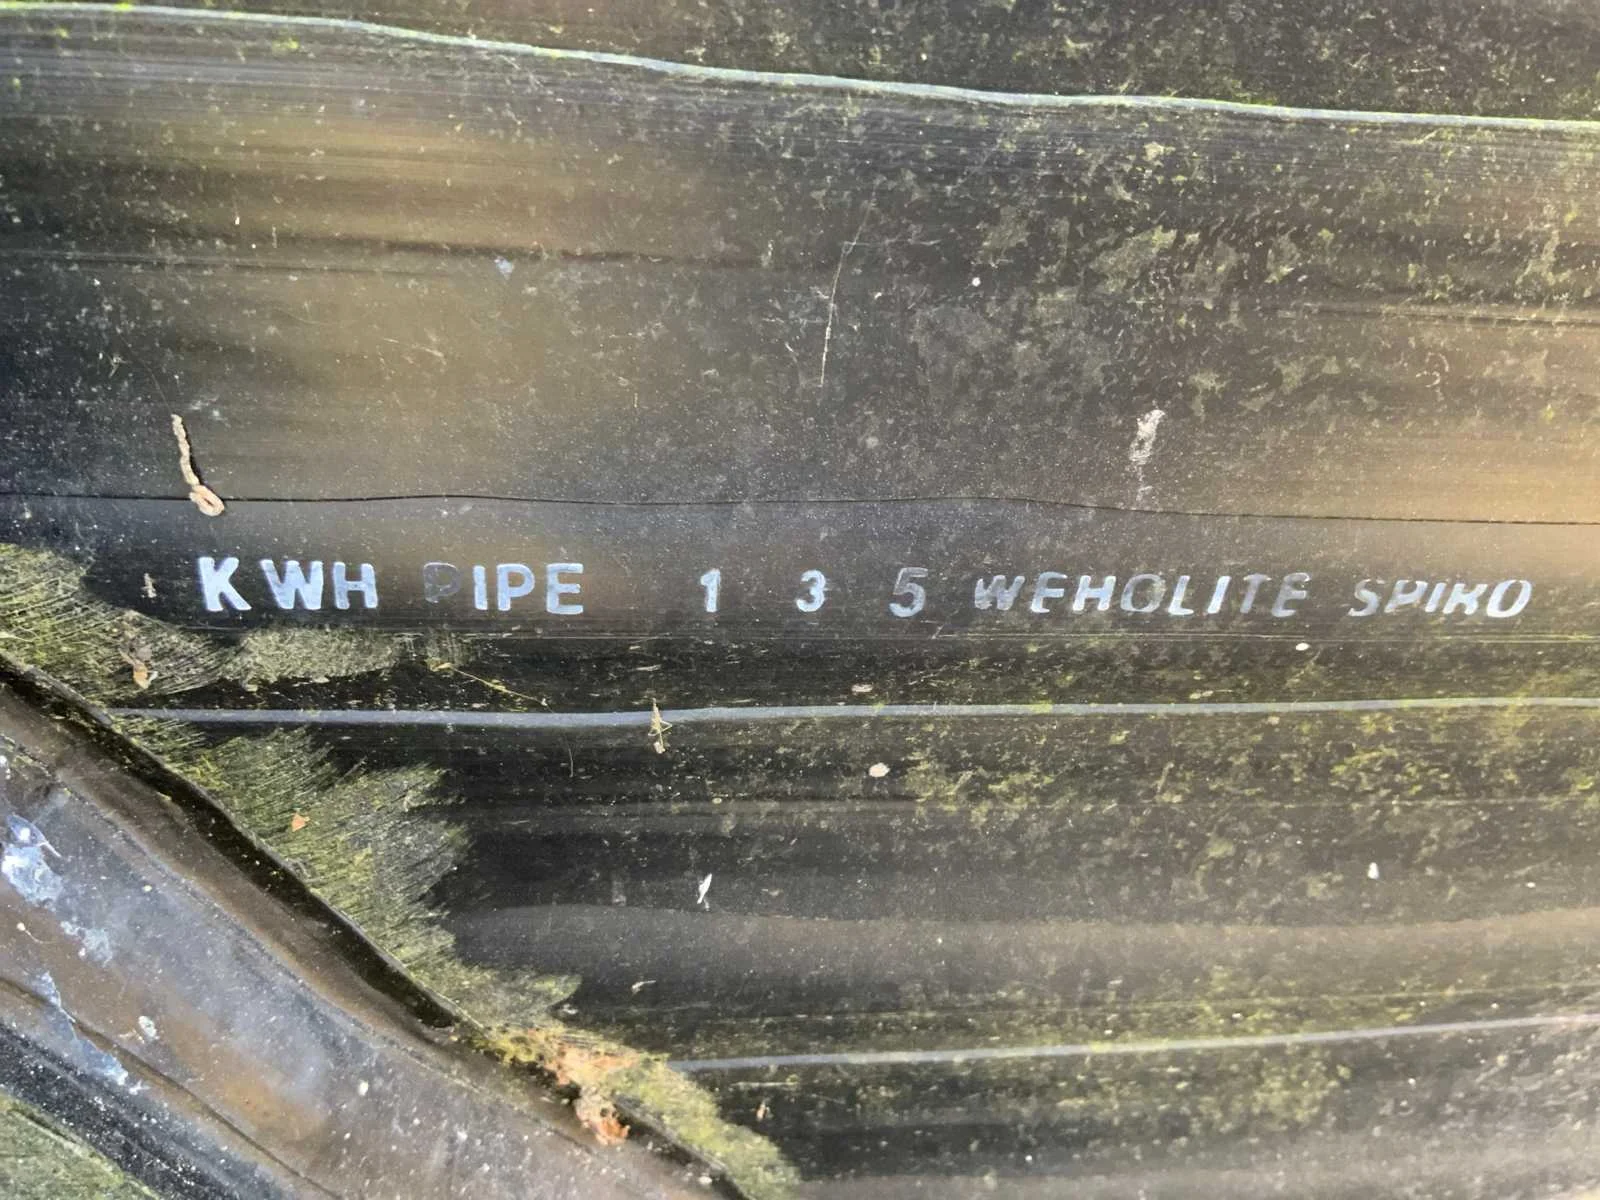 KWH PIPE 1 3 5 WEHOLITE SPIRO